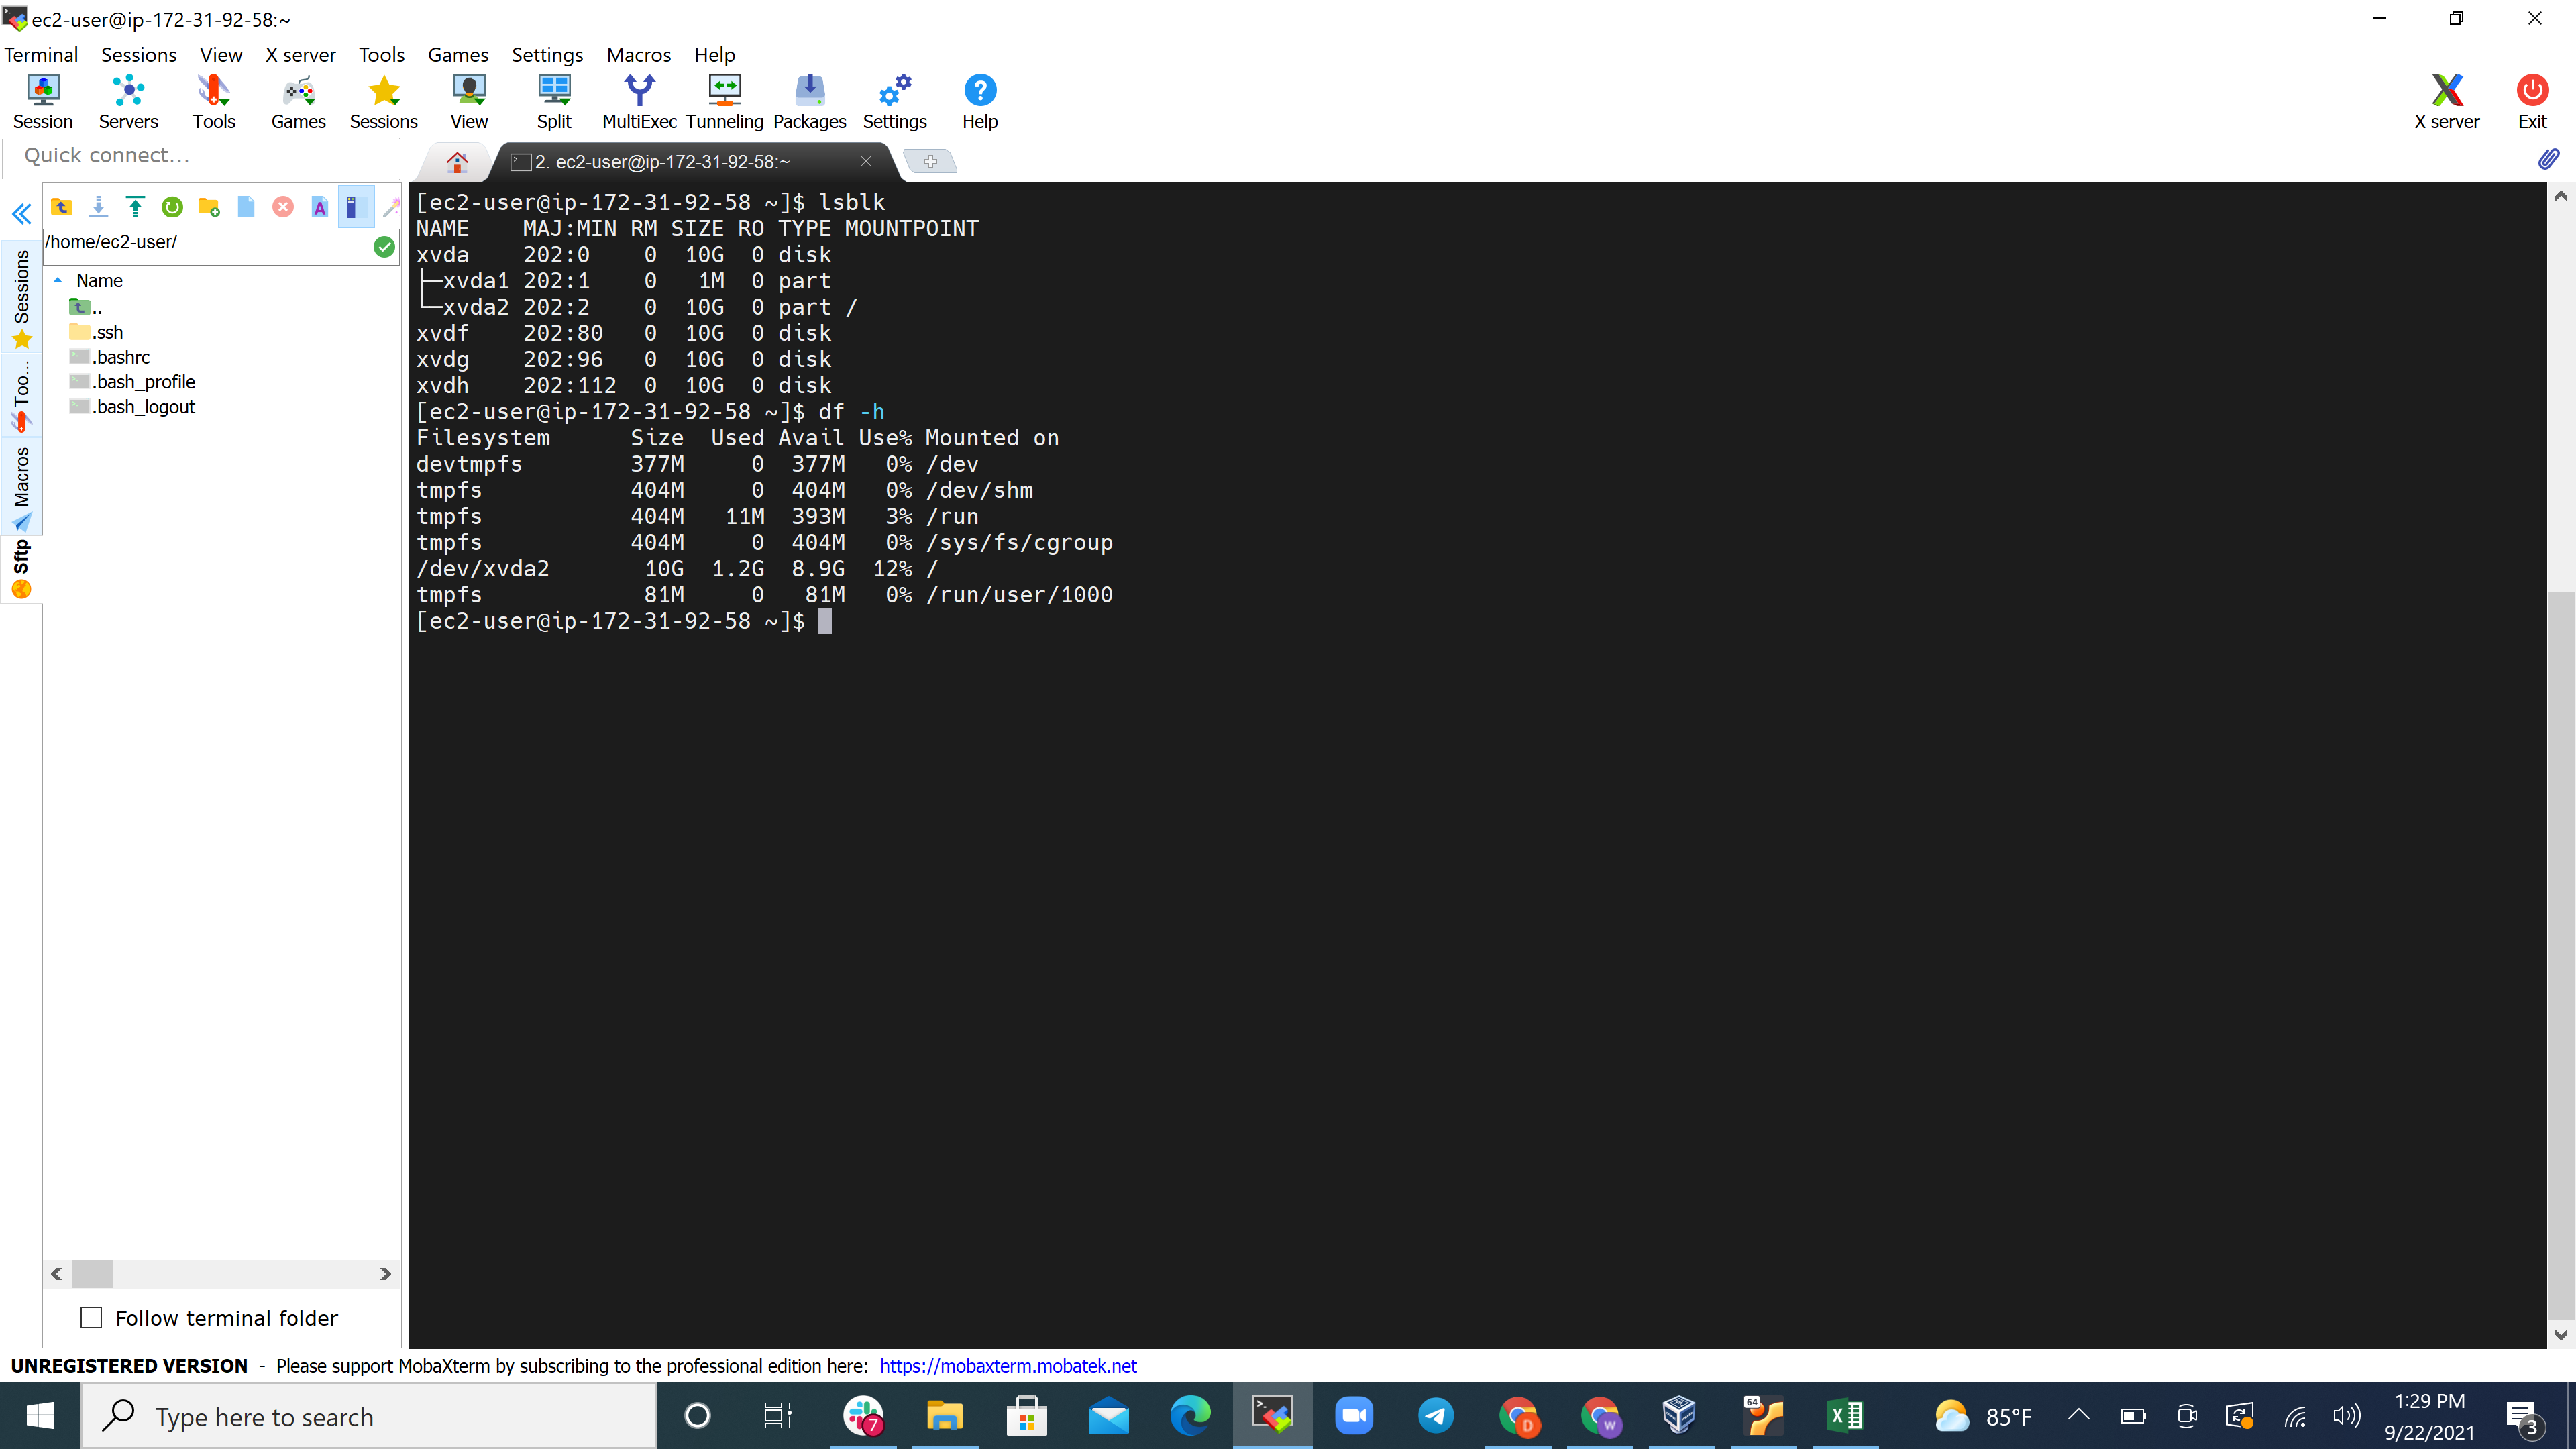 ec2-user@ip-172-31-92-58:~
Terminal Sessions View X server Tools Games Settings Macros Help
Session Servers Tools Games Sessions View Split MultiExec Tunneling Packages Settings Help X server Exit
Quick connect...
2. ec2-user@ip-172-31-92-58:~
/home/ec2-user/
Name
..
.ssh
.bashrc
.bash_profile
.bash_logout
Sessions
Too...
Macros
Sftp
[ec2-user@ip-172-31-92-58 ~]$ lsblk
NAME    MAJ:MIN RM SIZE RO TYPE MOUNTPOINT
xvda    202:0    0  10G  0 disk
├─xvda1 202:1    0   1M  0 part
└─xvda2 202:2    0  10G  0 part /
xvdf    202:80   0  10G  0 disk
xvdg    202:96   0  10G  0 disk
xvdh    202:112  0  10G  0 disk
[ec2-user@ip-172-31-92-58 ~]$ df -h
Filesystem      Size  Used Avail Use% Mounted on
devtmpfs        377M     0  377M   0% /dev
tmpfs           404M     0  404M   0% /dev/shm
tmpfs           404M   11M  393M   3% /run
tmpfs           404M     0  404M   0% /sys/fs/cgroup
/dev/xvda2       10G  1.2G  8.9G  12% /
tmpfs            81M     0   81M   0% /run/user/1000
[ec2-user@ip-172-31-92-58 ~]$
Follow terminal folder
UNREGISTERED VERSION - Please support MobaXterm by subscribing to the professional edition here: https://mobaxterm.mobatek.net
Type here to search
7
D
W
64
85°F
1:29 PM
9/22/2021
3